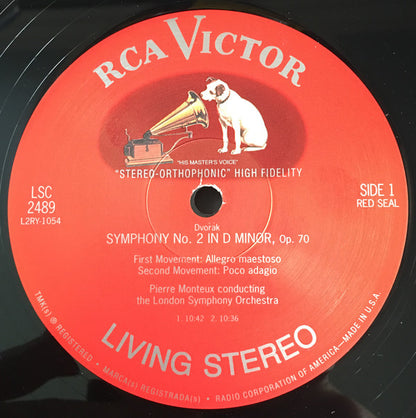 RCA VICTOR
"HIS MASTER'S VOICE"
"STEREO-ORTHOPHONIC" HIGH FIDELITY
LSC
2489
L2RY-1054
SIDE 1
RED SEAL
Dvorák
SYMPHONY No. 2 IN D MINOR, Op. 70
First Movement: Allegro maestoso
Second Movement: Poco adagio
Pierre Monteux conducting
the London Symphony Orchestra
1. 10:42 2. 10:36
LIVING STEREO
TMK(s) ® REGISTERED • MARCA(s) REGISTRADA(s) • RADIO CORPORATION OF AMERICA—MADE IN U.S.A.